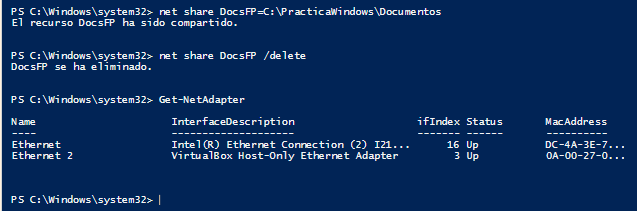 PS C:\Windows\system32> net share DocsFP=C:\PracticaWindows\Documentos
El recurso DocsFP ha sido compartido.
PS C:\Windows\system32> net share DocsFP /delete
DocsFP se ha eliminado.
PS C:\Windows\system32> Get-NetAdapter
Name InterfaceDescription ifIndex Status MacAddress
---- -------------------- ------- ------ ----------
Ethernet Intel(R) Ethernet Connection (2) I21... 16 Up DC-4A-3E-7...
Ethernet 2 VirtualBox Host-Only Ethernet Adapter 3 Up 0A-00-27-0...
PS C:\Windows\system32>